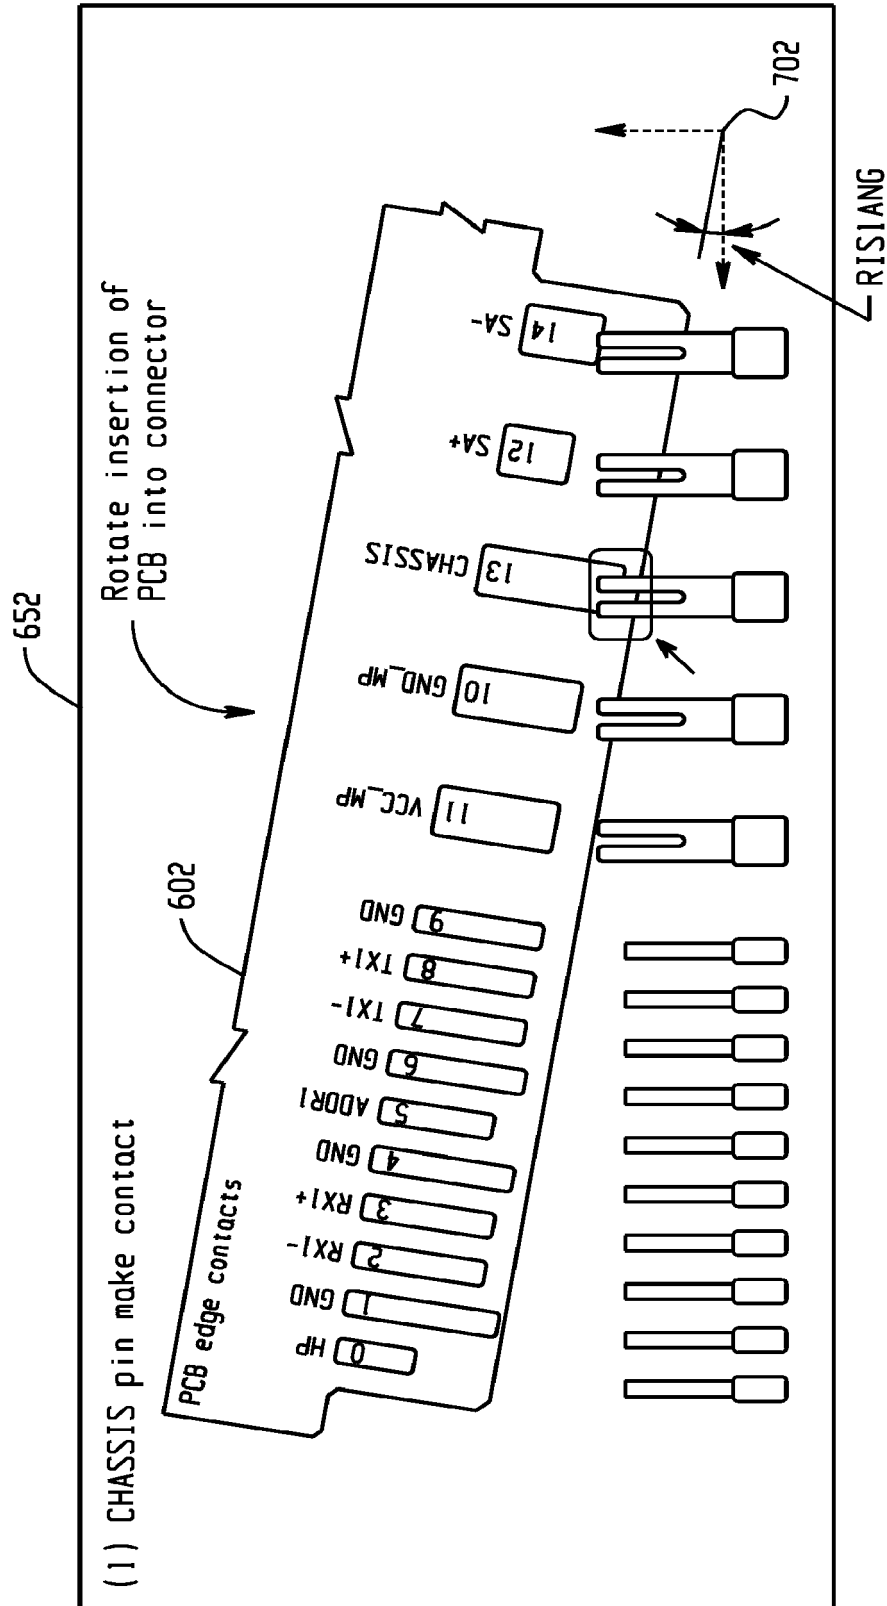 652
(1) CHASSIS pin make contact
Rotate insertion of
PCB into connector
602
PCB edge contacts
HP
0
GND
1
RX1-
2
RX1+
3
GND
4
ADDR1
5
GND
6
TX1-
7
TX1+
8
GND
9
VCC_MP
11
GND_MP
10
CHASSIS
13
SA+
12
SA-
14
702
RIS1ANG